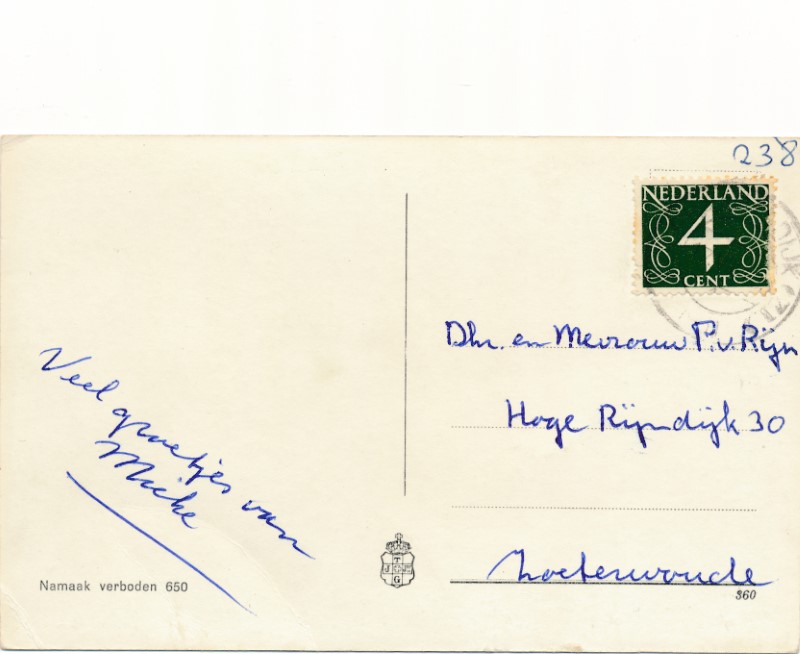 238
NEDERLAND
4
CENT
Dhr. en Mevrouw P. v. Rijn
Hoge Rijndijk 30
Zoeterwoude
360
Veel groetjes van
Mieke
Namaak verboden 650
T
G